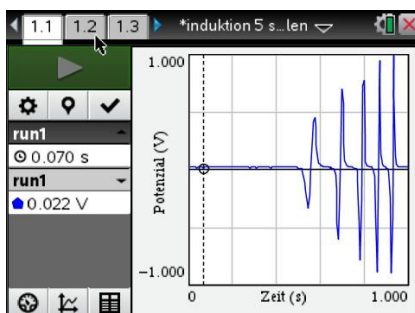 1.1 1.2 1.3 *induktion 5 s...len
run1
0.070 s
run1
0.022 V
1.000
Potenzial (V)
-1.000
0 Zeit (s) 1.000